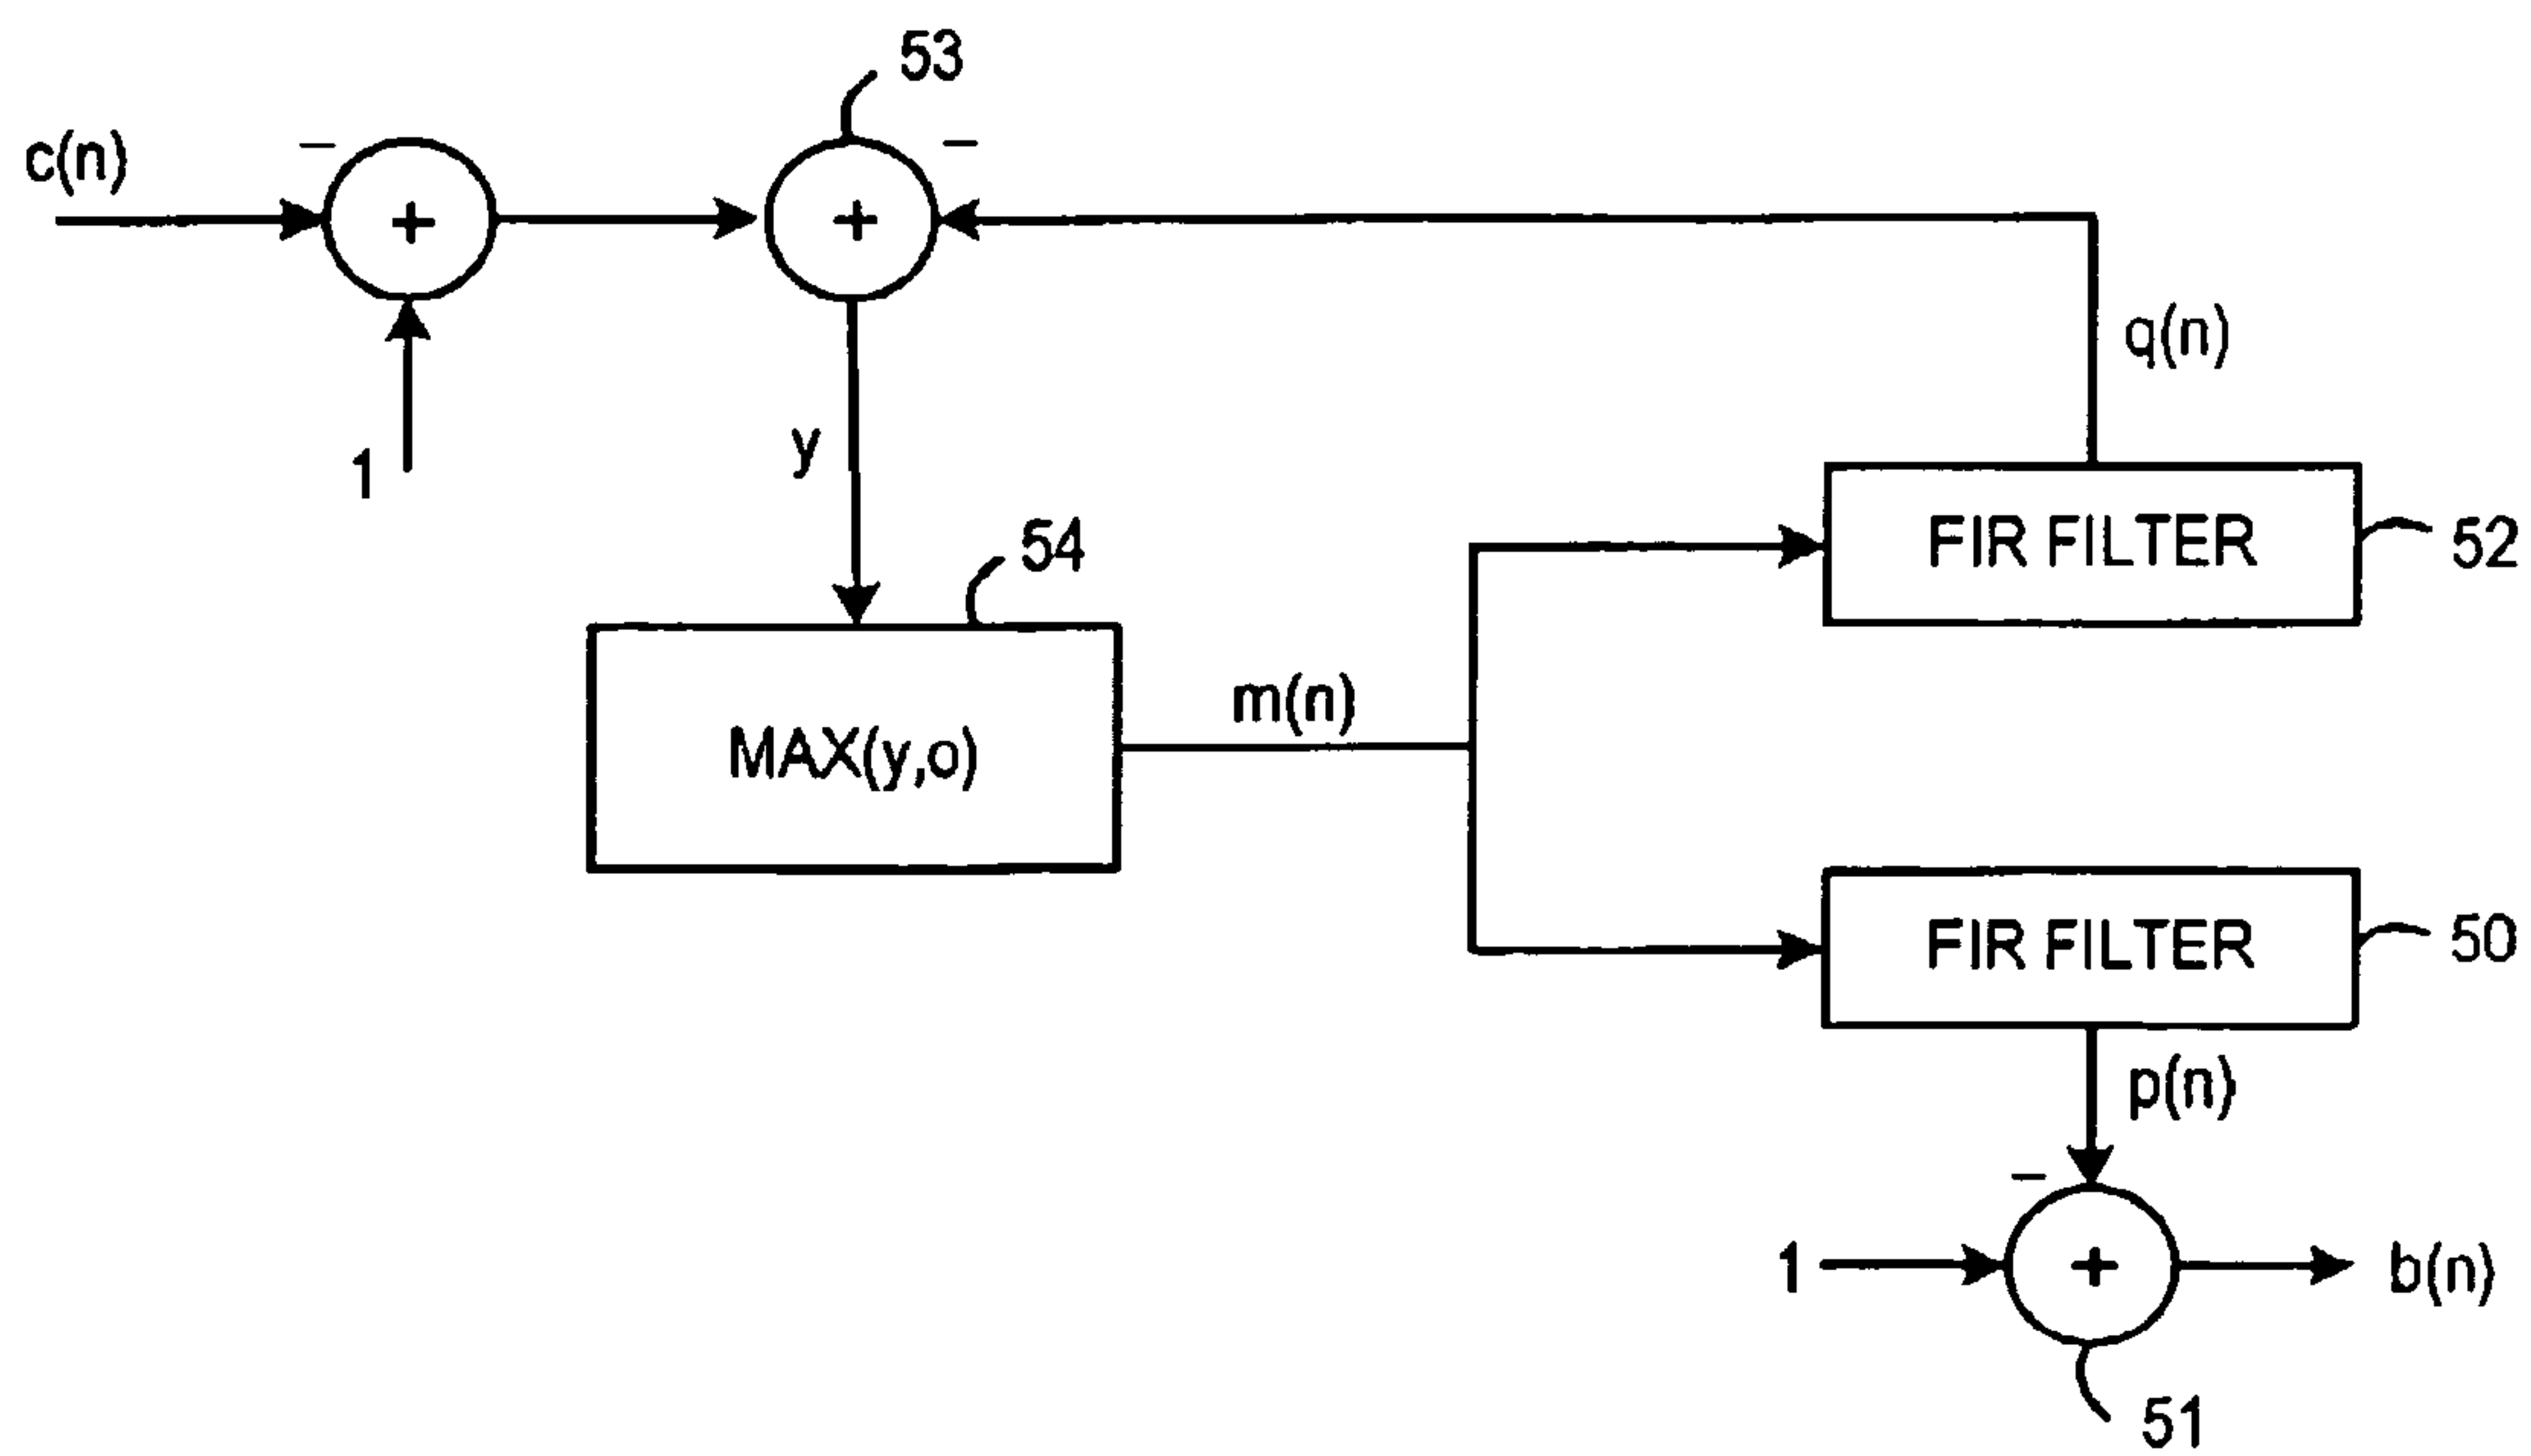 53
−
−
c(n)
+
+
1
q(n)
y
54
FIR FILTER
52
MAX(y,o)
m(n)
FIR FILTER
50
p(n)
−
1
+
b(n)
51